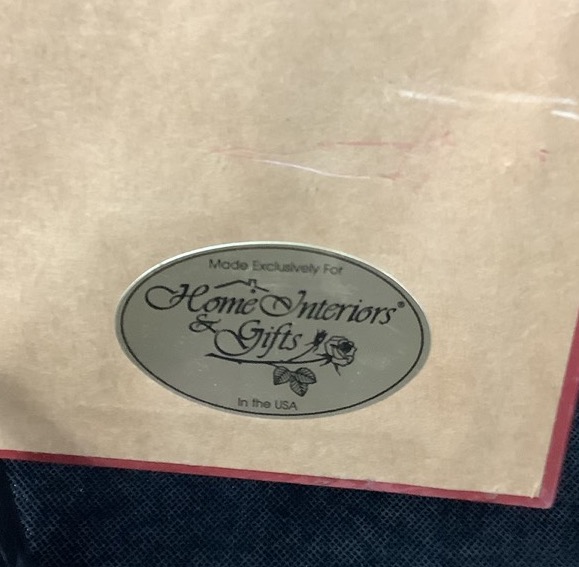 Made Exclusively For
Home Interiors®
& Gifts
In the USA